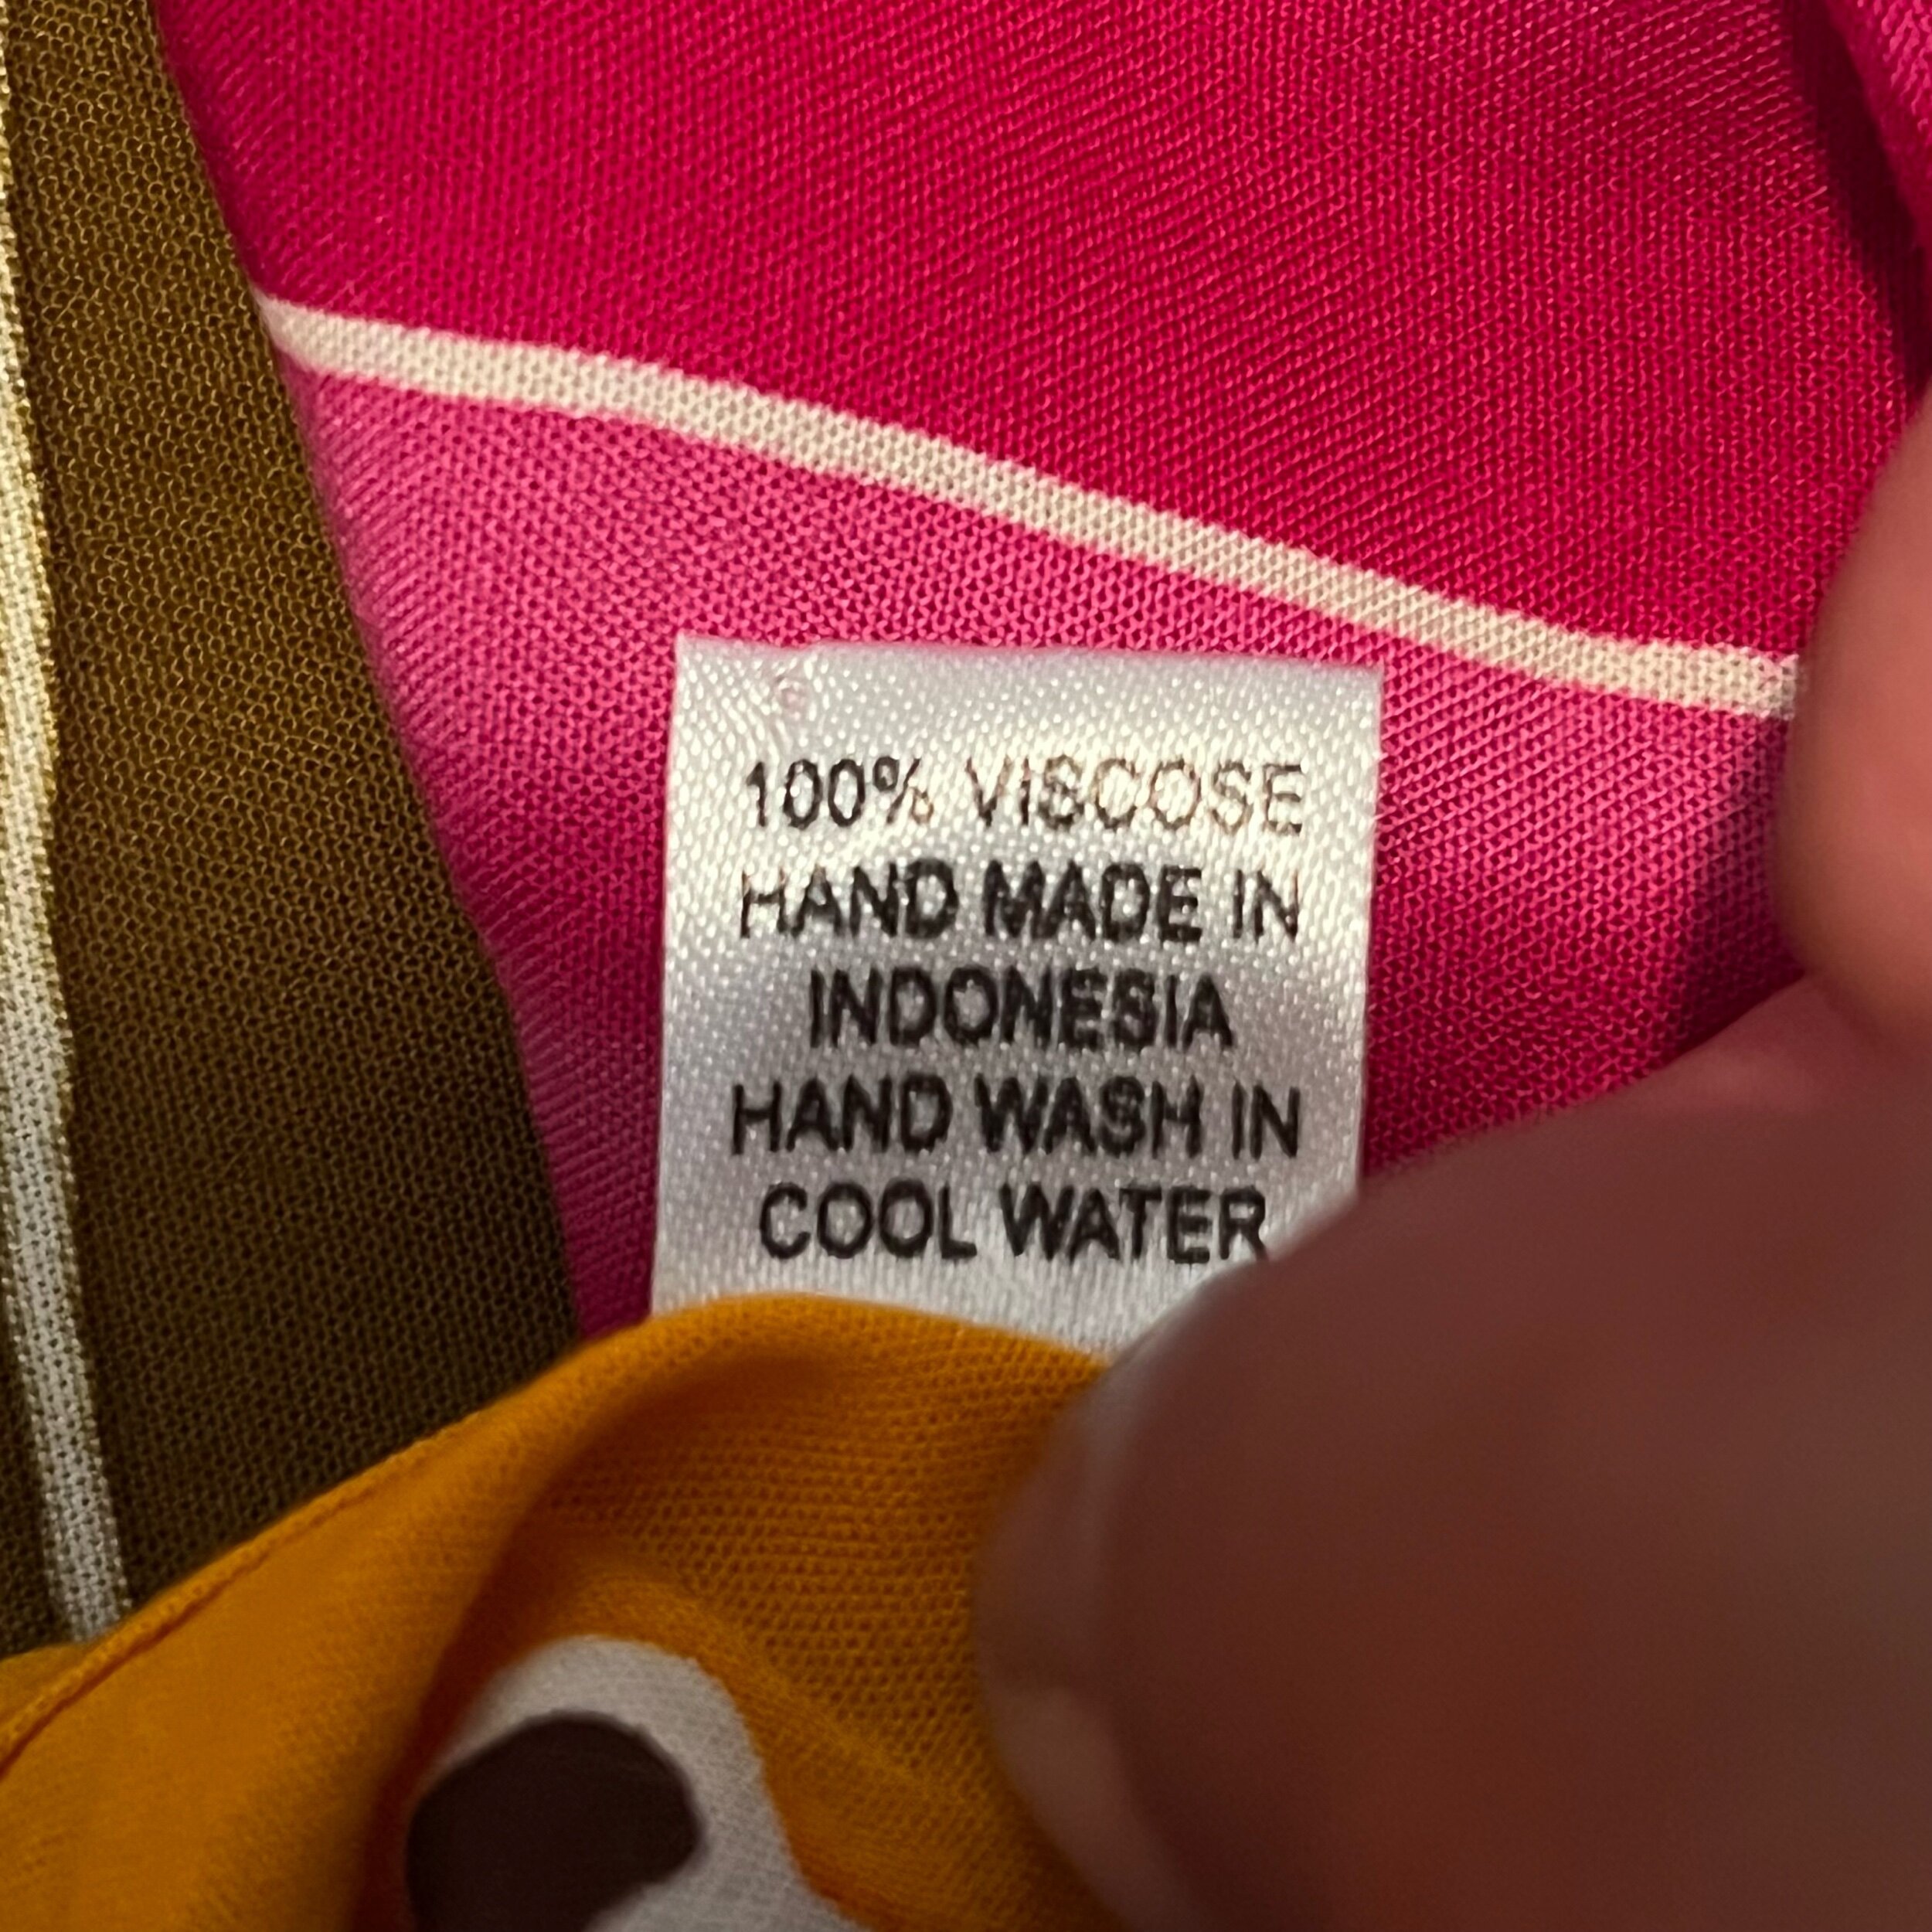 100% VISCOSE
HAND MADE IN
INDONESIA
HAND WASH IN
COOL WATER